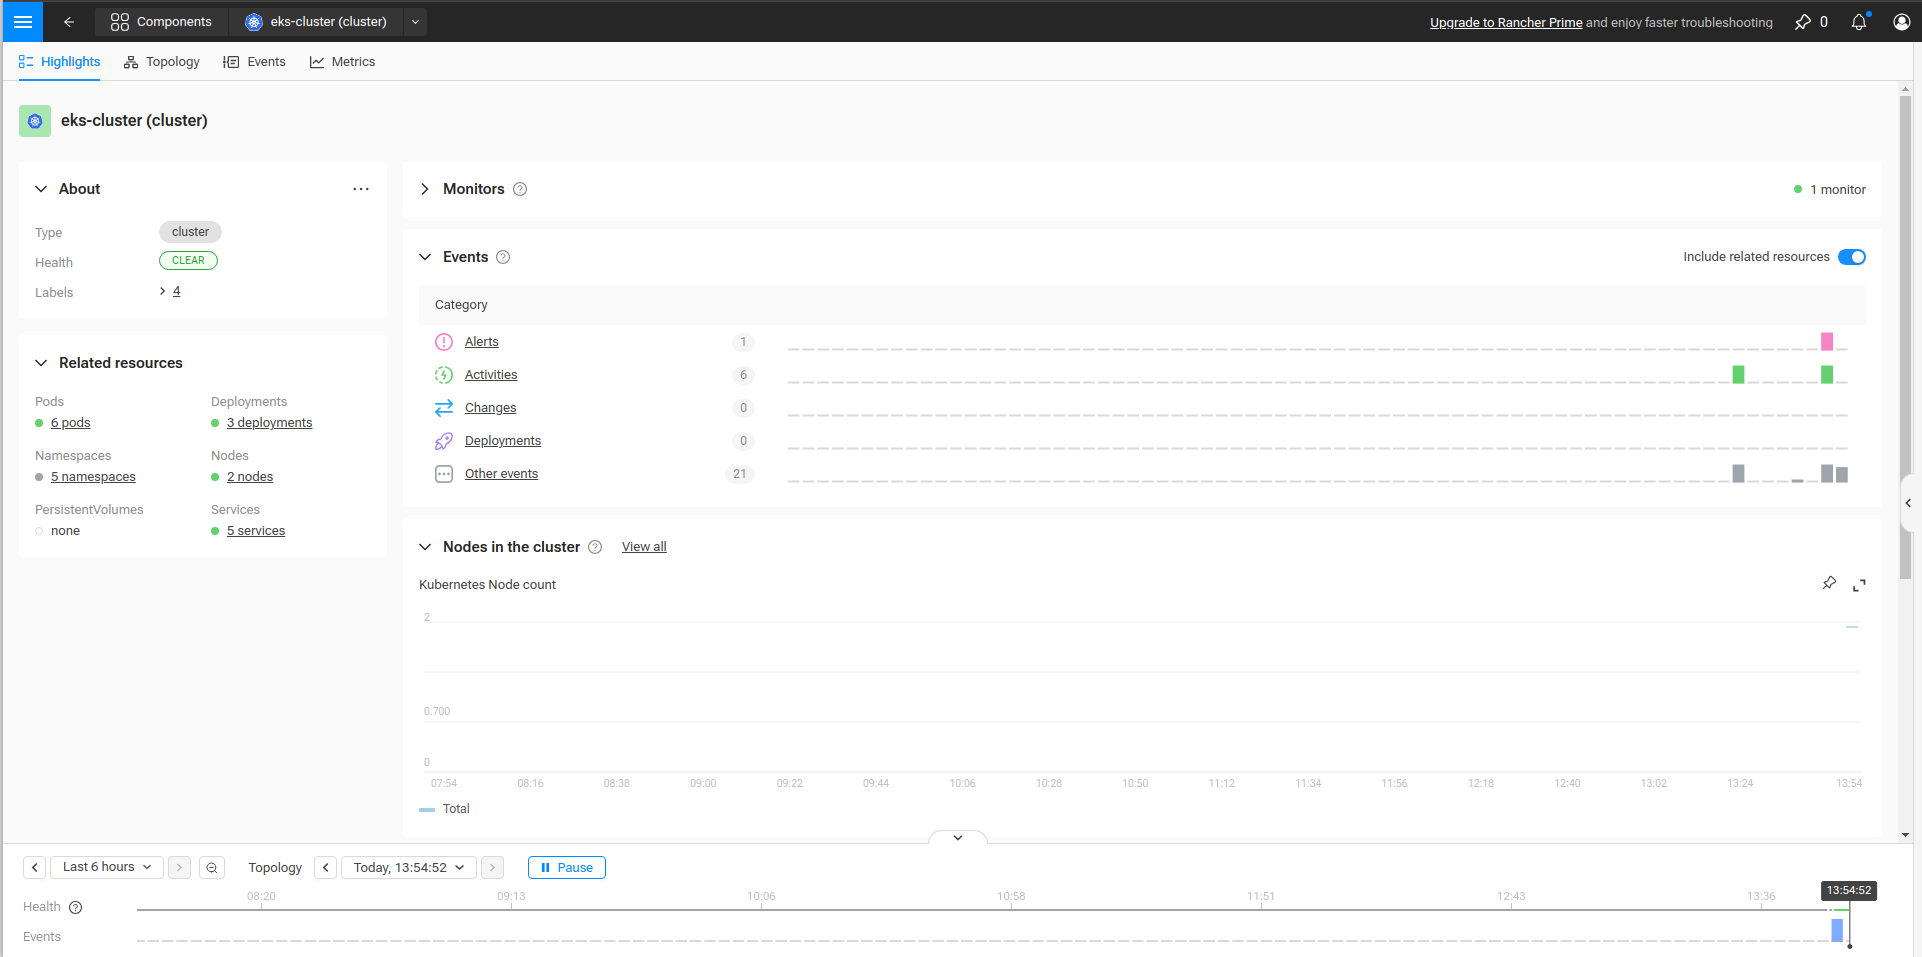 Components
eks-cluster (cluster)
Upgrade to Rancher Prime and enjoy faster troubleshooting
0
Highlights
Topology
Events
Metrics
eks-cluster (cluster)
About
Type
cluster
Health
CLEAR
Labels
4
Related resources
Pods
6 pods
Deployments
3 deployments
Namespaces
5 namespaces
Nodes
2 nodes
PersistentVolumes
none
Services
5 services
Monitors
1 monitor
Events
Include related resources
Category
Alerts
1
Activities
6
Changes
0
Deployments
0
Other events
21
Nodes in the cluster
View all
Kubernetes Node count
2
0.700
0
07:54 08:16 08:38 09:00 09:22 09:44 10:06 10:28 10:50 11:12 11:34 11:56 12:18 12:40 13:02 13:24 13:54
Total
Last 6 hours
Topology
Today, 13:54:52
Pause
08:20 09:13 10:06 10:58 11:51 12:43 13:36 13:54:52
Health
Events